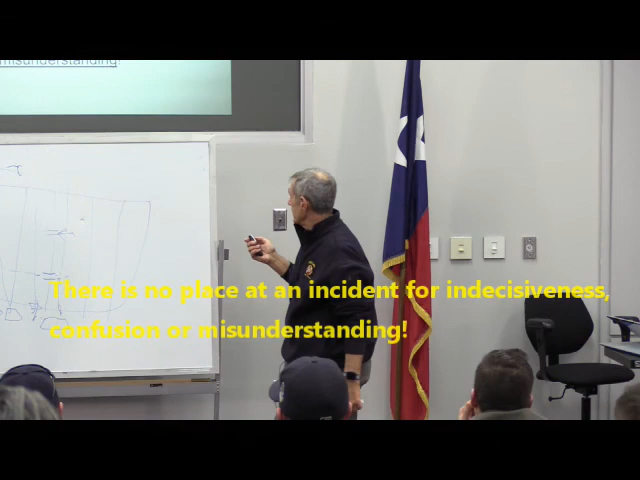 misunderstanding!
There is no place at an incident for indecisiveness,
confusion or misunderstanding!